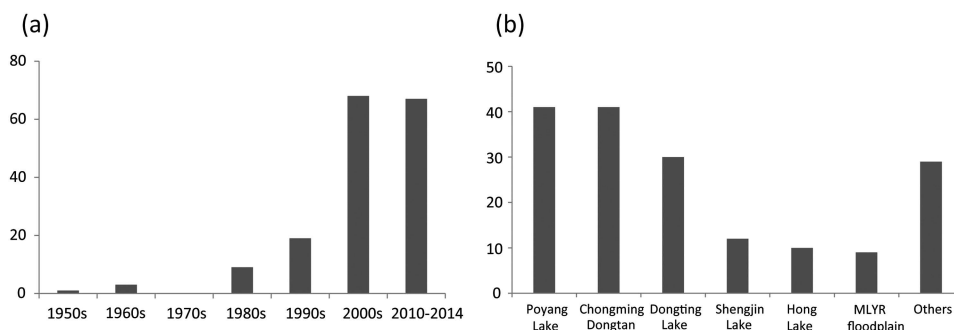 (a)
80
60
40
20
0
1950s 1960s 1970s 1980s 1990s 2000s 2010-2014
(b)
50
40
30
20
10
0
Poyang Chongming Dongting Shengjin Hong MLYR Others
Lake Dongtan Lake Lake Lake floodplain